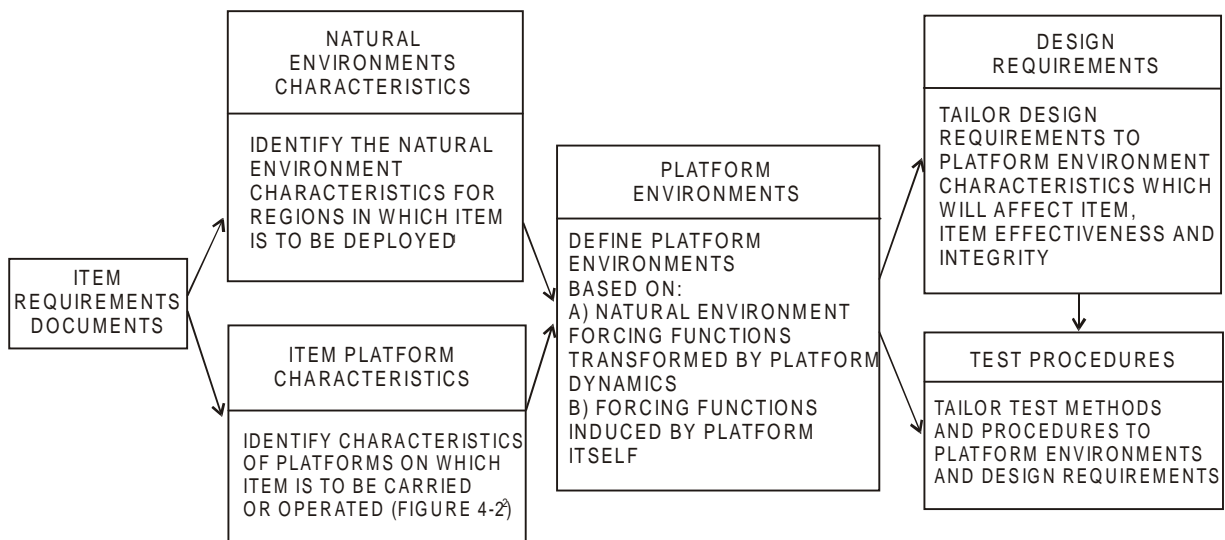 ITEM
REQUIREMENTS
DOCUMENTS
NATURAL
ENVIRONMENTS
CHARACTERISTICS
IDENTIFY THE NATURAL
ENVIRONMENT
CHARACTERISTICS FOR
REGIONS IN WHICH ITEM
IS TO BE DEPLOYED¹
ITEM PLATFORM
CHARACTERISTICS
IDENTIFY CHARACTERISTICS
OF PLATFORMS ON WHICH
ITEM IS TO BE CARRIED
OR OPERATED (FIGURE 4-2²)
PLATFORM
ENVIRONMENTS
DEFINE PLATFORM
ENVIRONMENTS
BASED ON:
A) NATURAL ENVIRONMENT
FORCING FUNCTIONS
TRANSFORMED BY PLATFORM
DYNAMICS
B) FORCING FUNCTIONS
INDUCED BY PLATFORM
ITSELF
DESIGN
REQUIREMENTS
TAILOR DESIGN
REQUIREMENTS TO
PLATFORM ENVIRONMENT
CHARACTERISTICS WHICH
WILL AFFECT ITEM,
ITEM EFFECTIVENESS AND
INTEGRITY
TEST PROCEDURES
TAILOR TEST METHODS
AND PROCEDURES TO
PLATFORM ENVIRONMENTS
AND DESIGN REQUIREMENTS